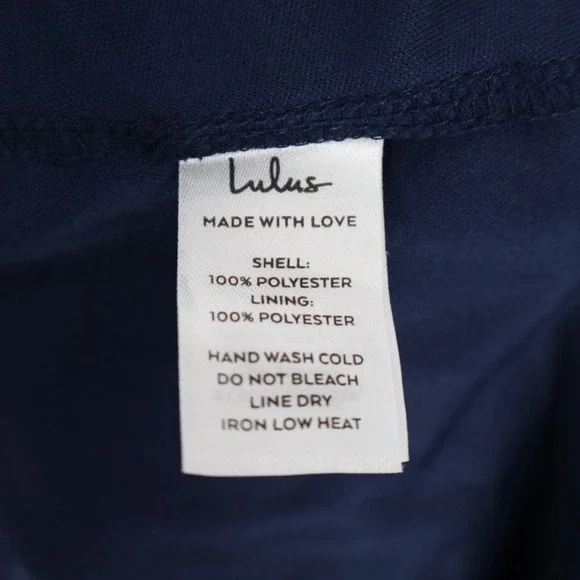 Lulus
MADE WITH LOVE
SHELL:
100% POLYESTER
LINING:
100% POLYESTER
HAND WASH COLD
DO NOT BLEACH
LINE DRY
IRON LOW HEAT